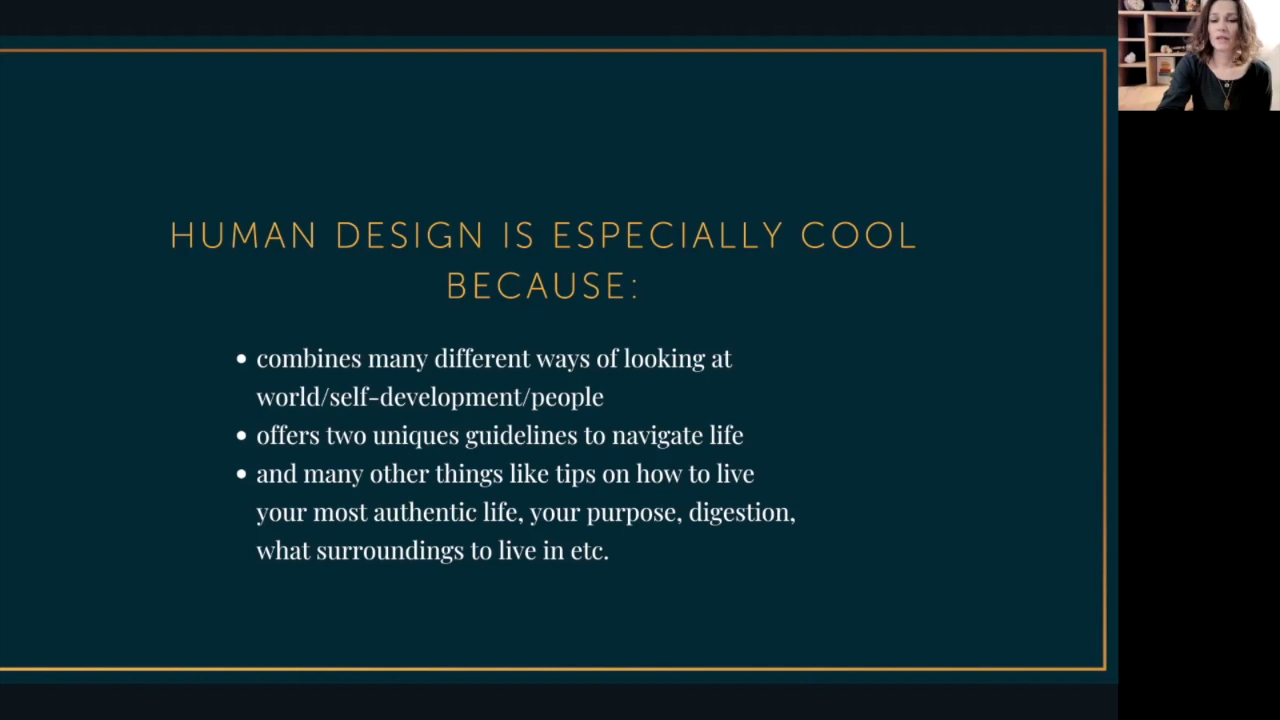 HUMAN DESIGN IS ESPECIALLY COOL
BECAUSE:
• combines many different ways of looking at
world/self-development/people
• offers two uniques guidelines to navigate life
• and many other things like tips on how to live
your most authentic life, your purpose, digestion,
what surroundings to live in etc.